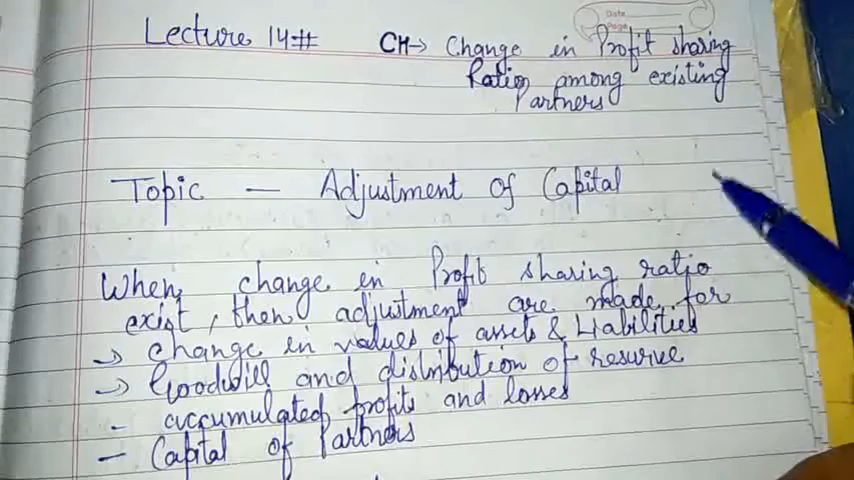 Date
Page
Lecture 14#
CH→ Change in Profit sharing
Ratio among existing
Partners
Topic — Adjustment of Capital
When change in Profit sharing ratio
exist, then adjustment are made for
→ change in values of assets & Liabilities
→ Goodwill and distribution of reserve
- accumulated profits and losses
- Capital of Partners